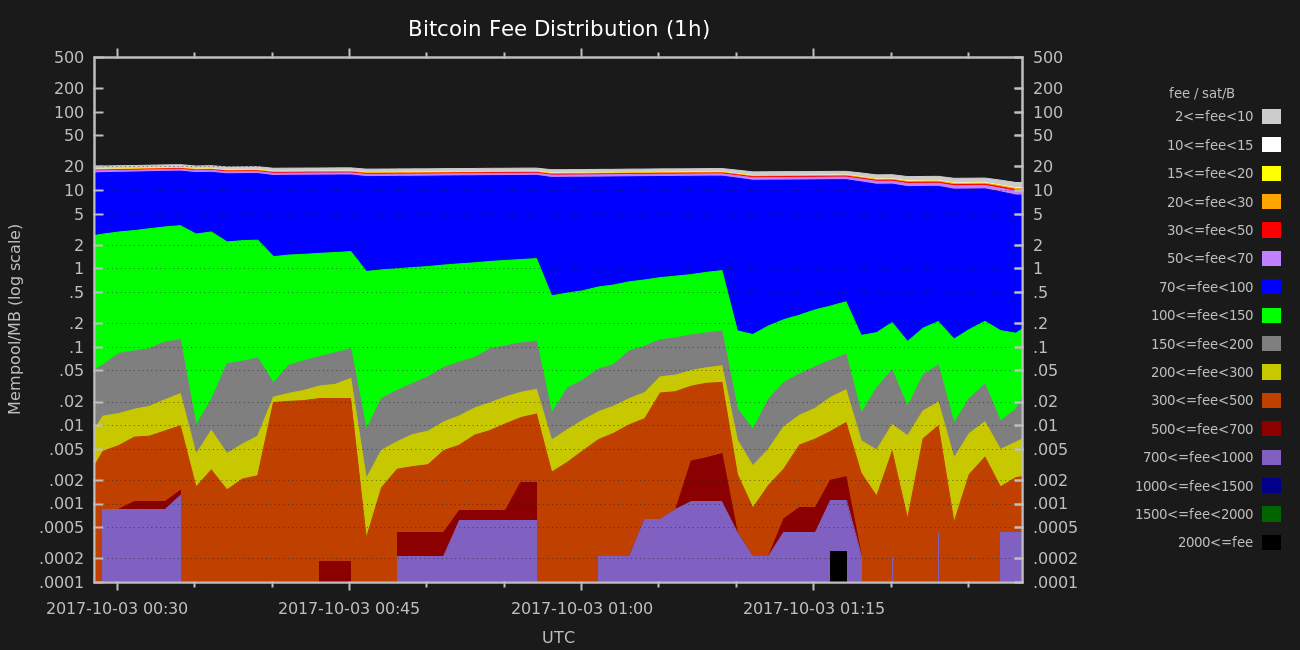 Bitcoin Fee Distribution (1h)
500 500
200 200
100 100
50 50
20 20
10 10
5 5
2 2
1 1
.5 .5
.2 .2
.1 .1
.05 .05
.02 .02
.01 .01
.005 .005
.002 .002
.001 .001
.0005 .0005
.0002 .0002
.0001 .0001
Mempool/MB (log scale)
2017-10-03 00:30 2017-10-03 00:45 2017-10-03 01:00 2017-10-03 01:15
UTC
fee / sat/B
2<=fee<10
10<=fee<15
15<=fee<20
20<=fee<30
30<=fee<50
50<=fee<70
70<=fee<100
100<=fee<150
150<=fee<200
200<=fee<300
300<=fee<500
500<=fee<700
700<=fee<1000
1000<=fee<1500
1500<=fee<2000
2000<=fee